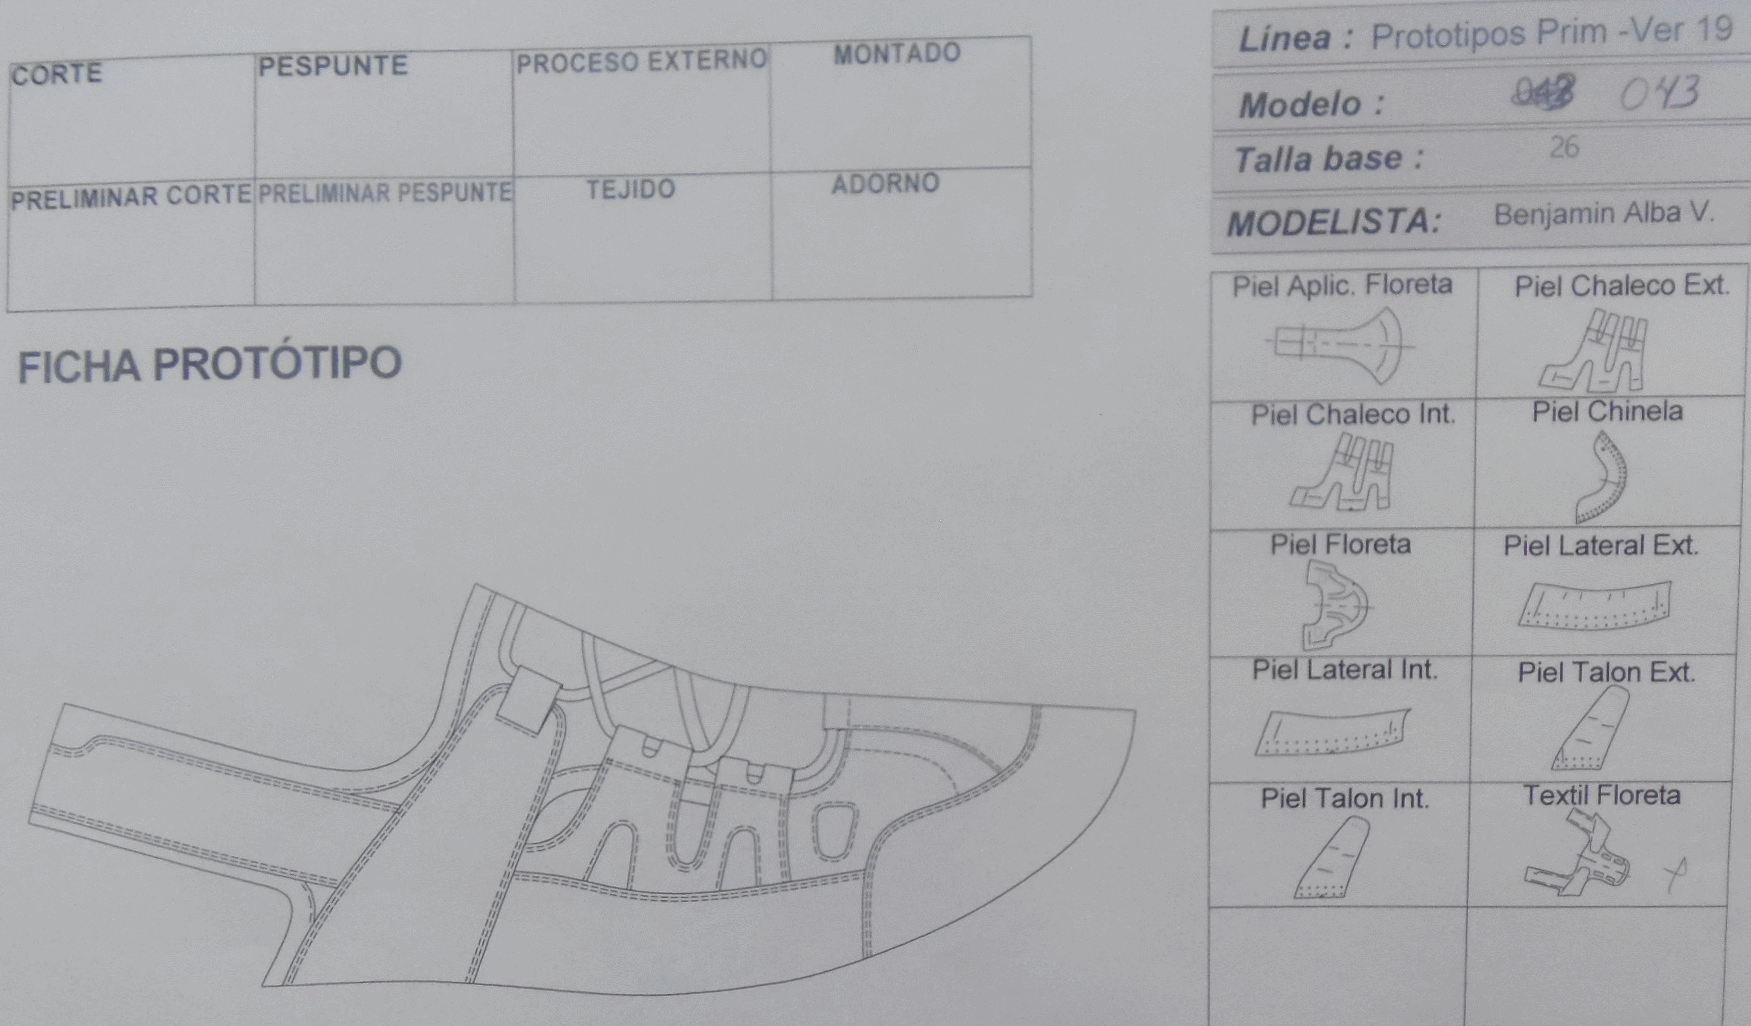 CORTE PESPUNTE PROCESO EXTERNO MONTADO
PRELIMINAR CORTE PRELIMINAR PESPUNTE TEJIDO ADORNO
FICHA PROTÓTIPO
Línea : Prototipos Prim -Ver 19
Modelo : 043
Talla base : 26
MODELISTA: Benjamin Alba V.
Piel Aplic. Floreta Piel Chaleco Ext.
Piel Chaleco Int. Piel Chinela
Piel Floreta Piel Lateral Ext.
Piel Lateral Int. Piel Talon Ext.
Piel Talon Int. Textil Floreta